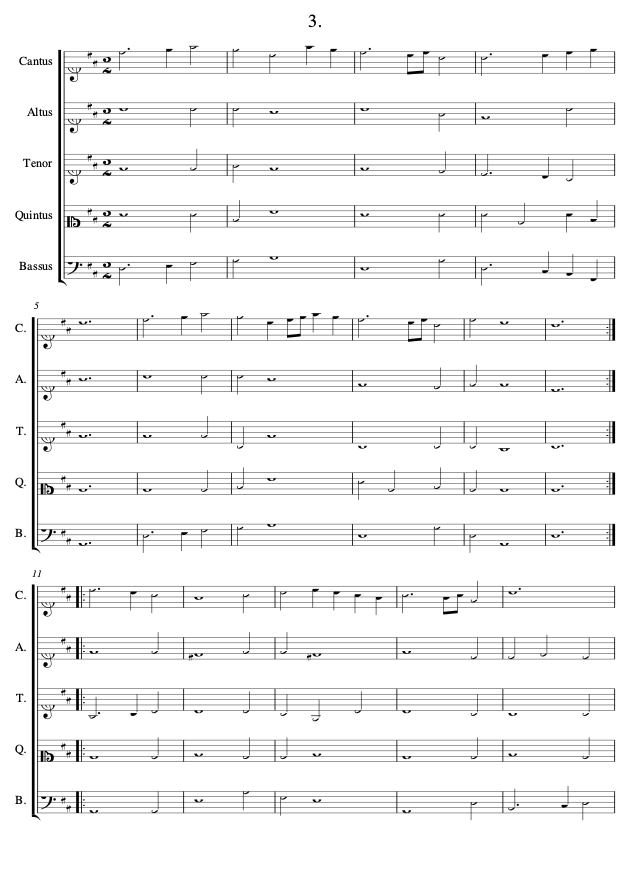 3.
Cantus
Altus
Tenor
Quintus
Bassus
5
C.
A.
T.
Q.
B.
11
C.
A.
T.
Q.
B.